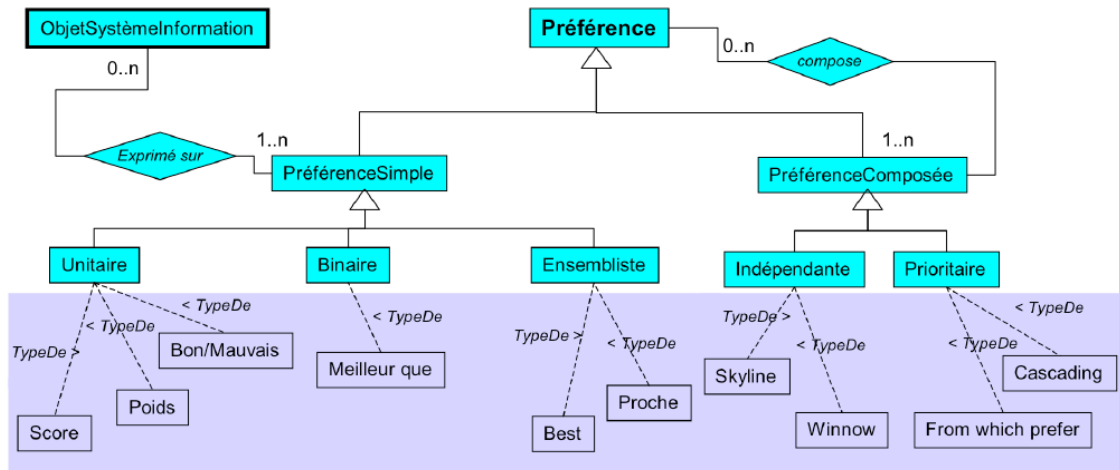 ObjetSystèmeInformation
Préférence
0..n
0..n
compose
Exprimé sur
1..n
1..n
PréférenceSimple
PréférenceComposée
Unitaire
Binaire
Ensembliste
Indépendante
Prioritaire
< TypeDe
< TypeDe
TypeDe >
< TypeDe
TypeDe >
< TypeDe
TypeDe >
< TypeDe
< TypeDe
< TypeDe
Bon/Mauvais
Meilleur que
Skyline
Cascading
Poids
Proche
Score
Best
Winnow
From which prefer